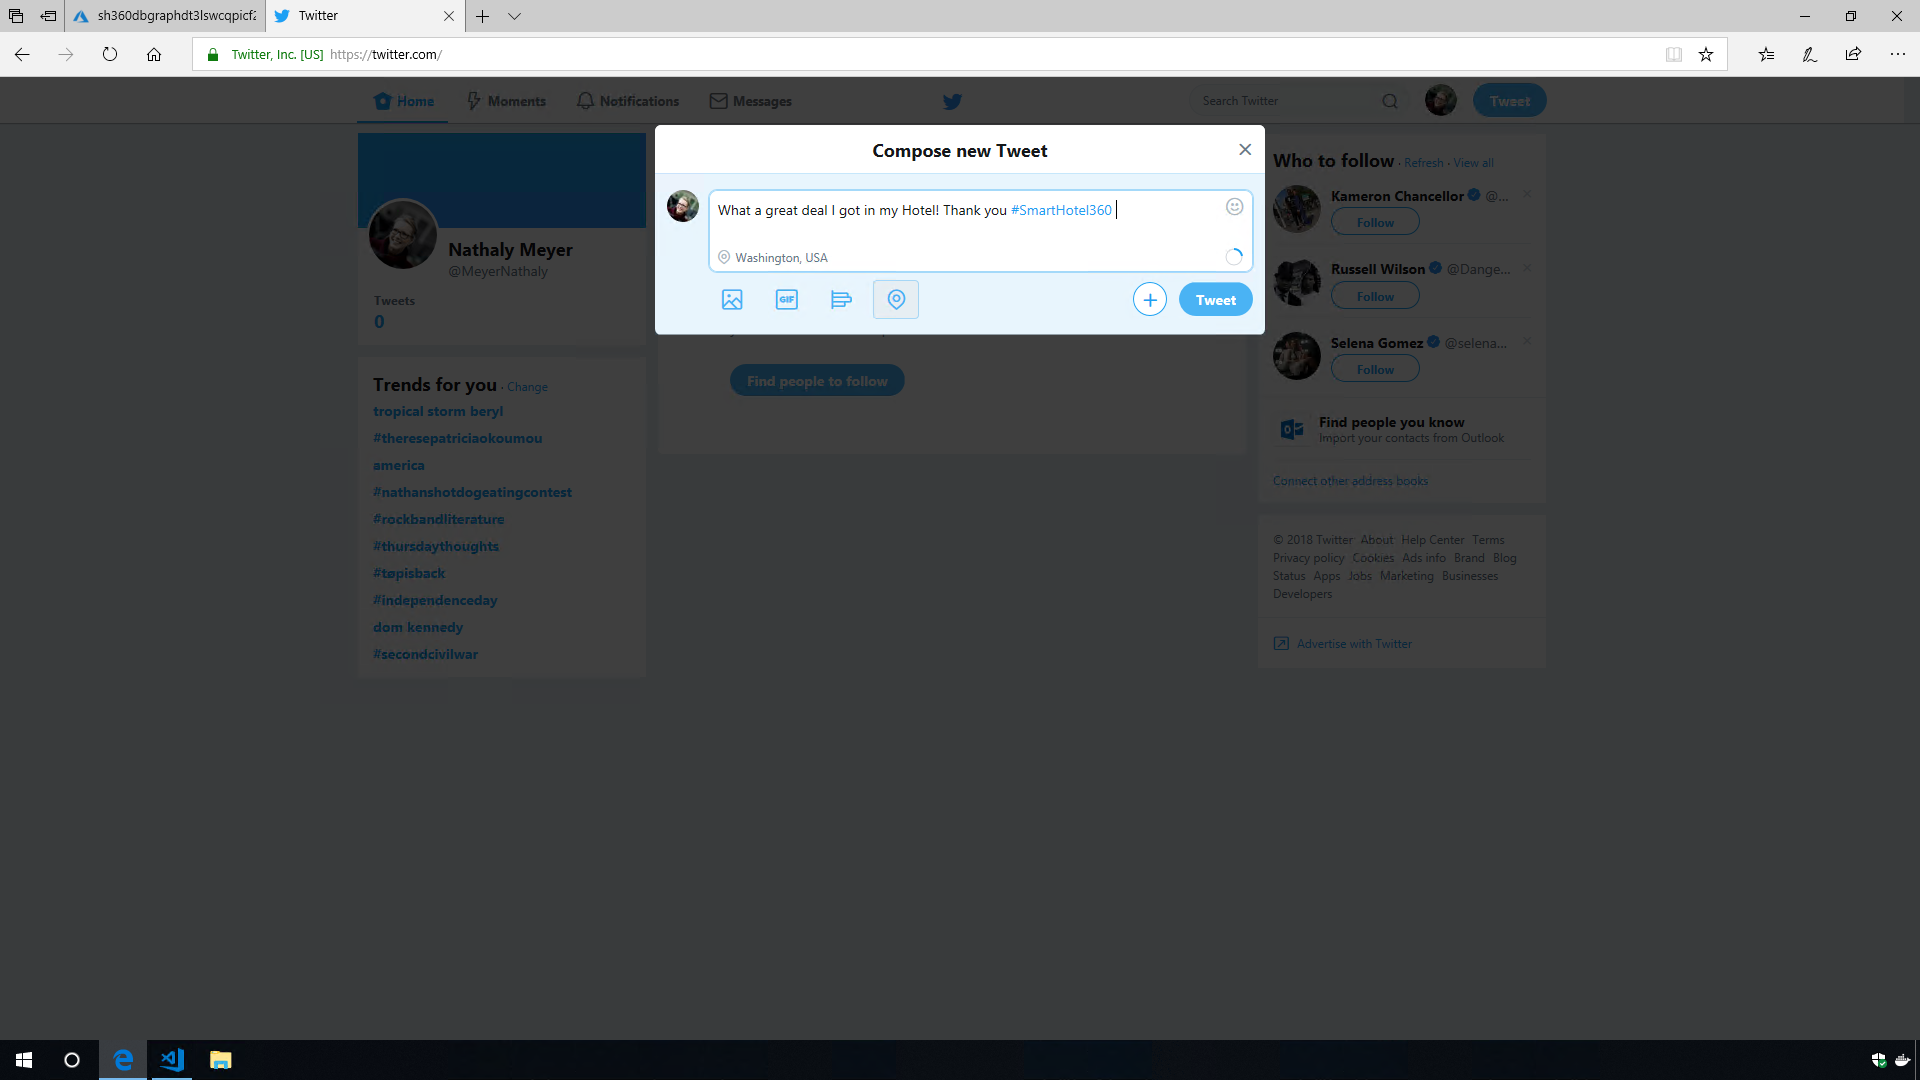 sh360dbgraphdt3lswcqpicf2
Twitter
Twitter, Inc. [US] https://twitter.com/
Home
Moments
Notifications
Messages
Search Twitter
Tweet
Compose new Tweet
What a great deal I got in my Hotel! Thank you #SmartHotel360
Washington, USA
GIF
Tweet
Nathaly Meyer
@MeyerNathaly
Tweets
0
Trends for you · Change
tropical storm beryl
#theresepatriciaokoumou
america
#nathanshotdogeatingcontest
#rockbandliterature
#thursdaythoughts
#tøpisback
#independenceday
dom kennedy
#secondcivilwar
Find people to follow
Who to follow · Refresh · View all
Kameron Chancellor @...
Follow
Russell Wilson @Dange...
Follow
Selena Gomez @selena...
Follow
Find people you know
Import your contacts from Outlook
Connect other address books
© 2018 Twitter About Help Center Terms
Privacy policy Cookies Ads info Brand Blog
Status Apps Jobs Marketing Businesses
Developers
Advertise with Twitter